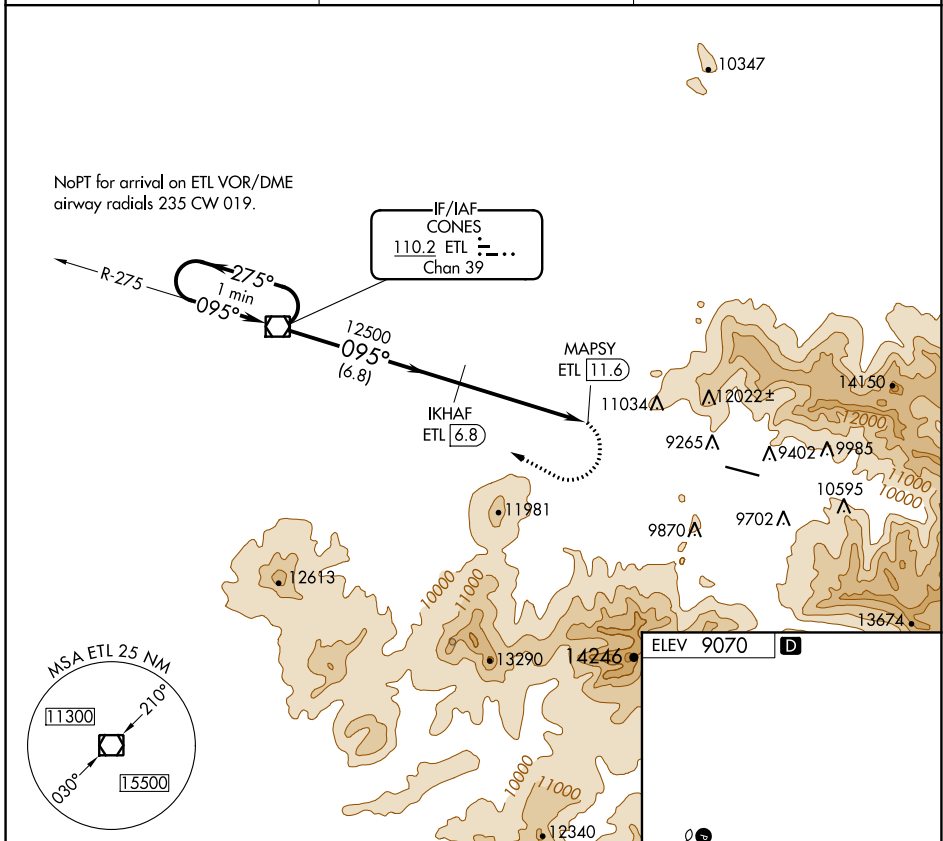 10347
NoPT for arrival on ETL VOR/DME
airway radials 235 CW 019.
IF/IAF
CONES
110.2 ETL
Chan 39
R-275
275°
1 min
095°
12500
095°
(6.8)
MAPSY
ETL 11.6
IKHAF
ETL 6.8
14150
11034
12022±
12000
9265
9402
9985
11000
10000
10595
9870
9702
11981
12613
10000
11000
13674
13290
14246
ELEV 9070
D
MSA ETL 25 NM
11300
210°
030°
15500
10000
11000
12340
P